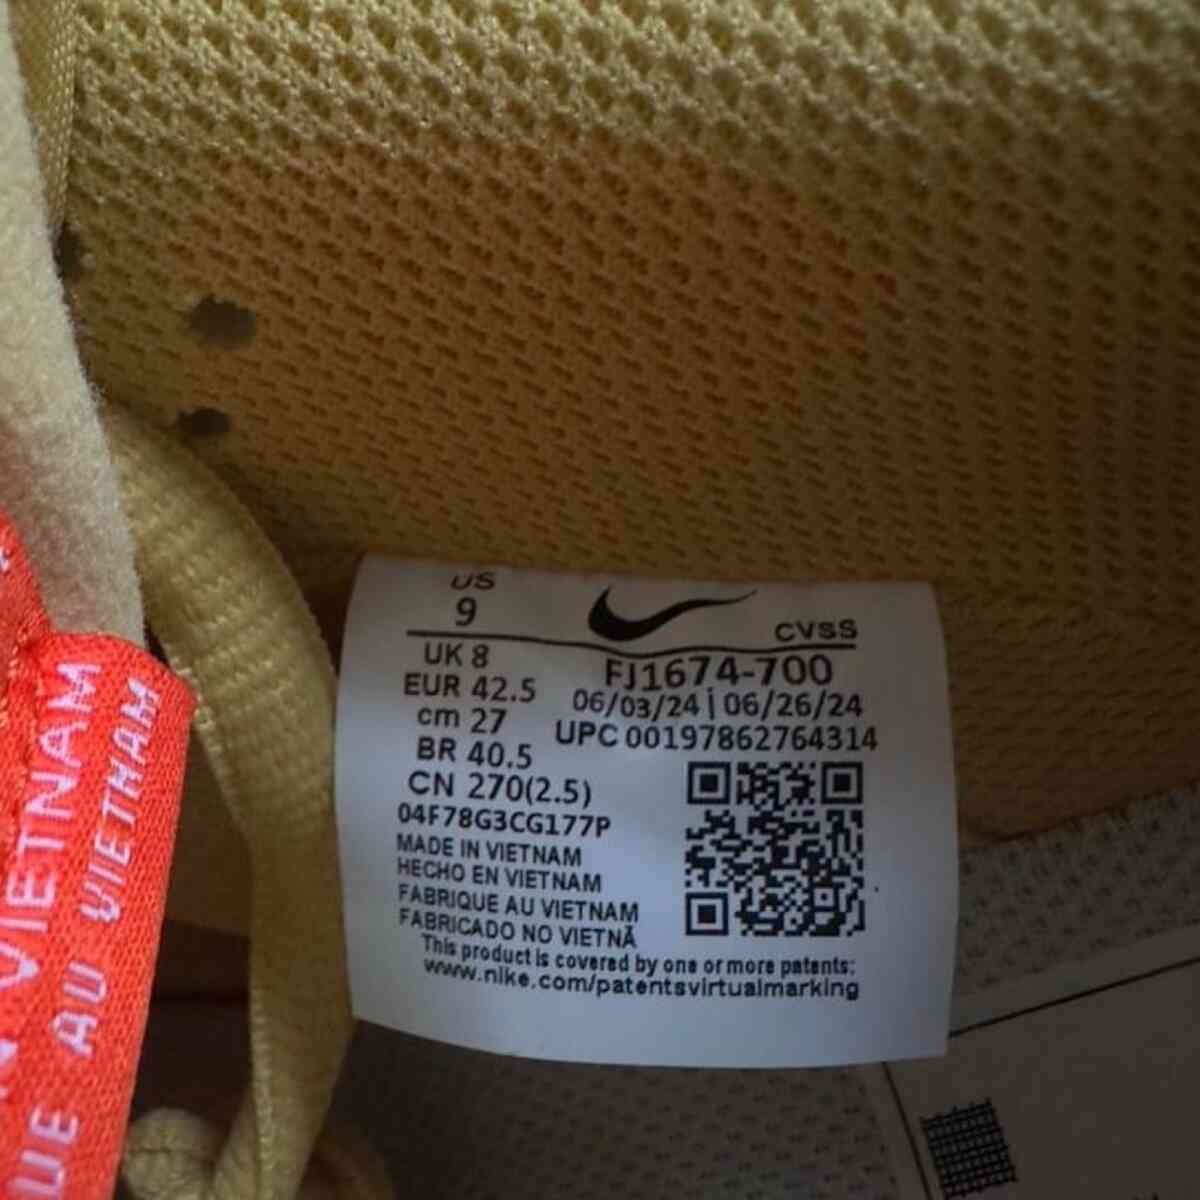 US
9
CVSS
UK 8
FJ1674-700
EUR 42.5
06/03/24 | 06/26/24
cm 27
UPC 00197862764314
BR 40.5
CN 270(2.5)
04F78G3CG177P
MADE IN VIETNAM
HECHO EN VIETNAM
FABRIQUE AU VIETNAM
FABRICADO NO VIETNÃ
This product is covered by one or more patents:
www.nike.com/patentsvirtualmarking
VIETNAM
UE AU VIETNAM